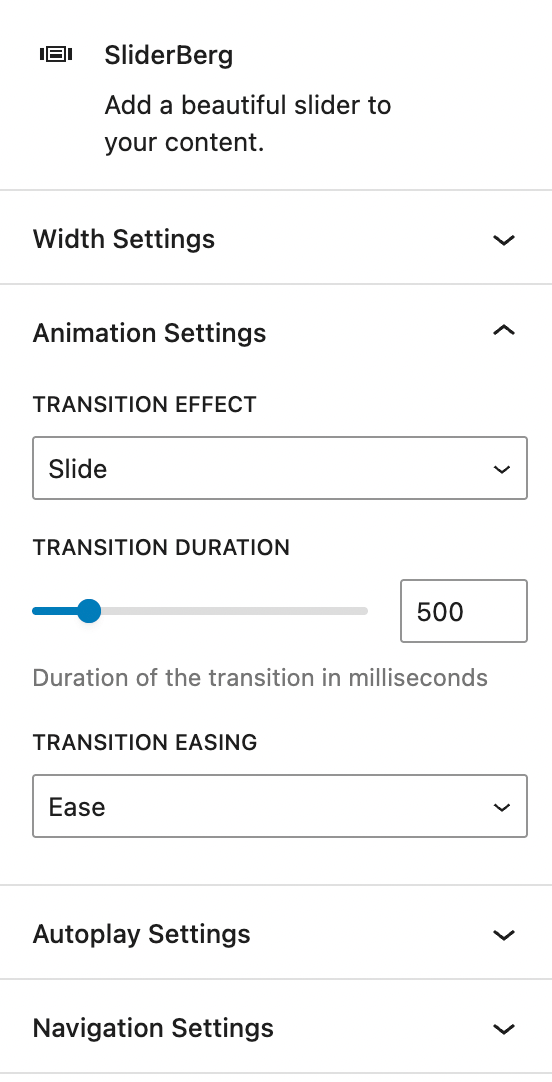 SliderBerg
Add a beautiful slider to
your content.
Width Settings
Animation Settings
TRANSITION EFFECT
Slide
TRANSITION DURATION
500
Duration of the transition in milliseconds
TRANSITION EASING
Ease
Autoplay Settings
Navigation Settings